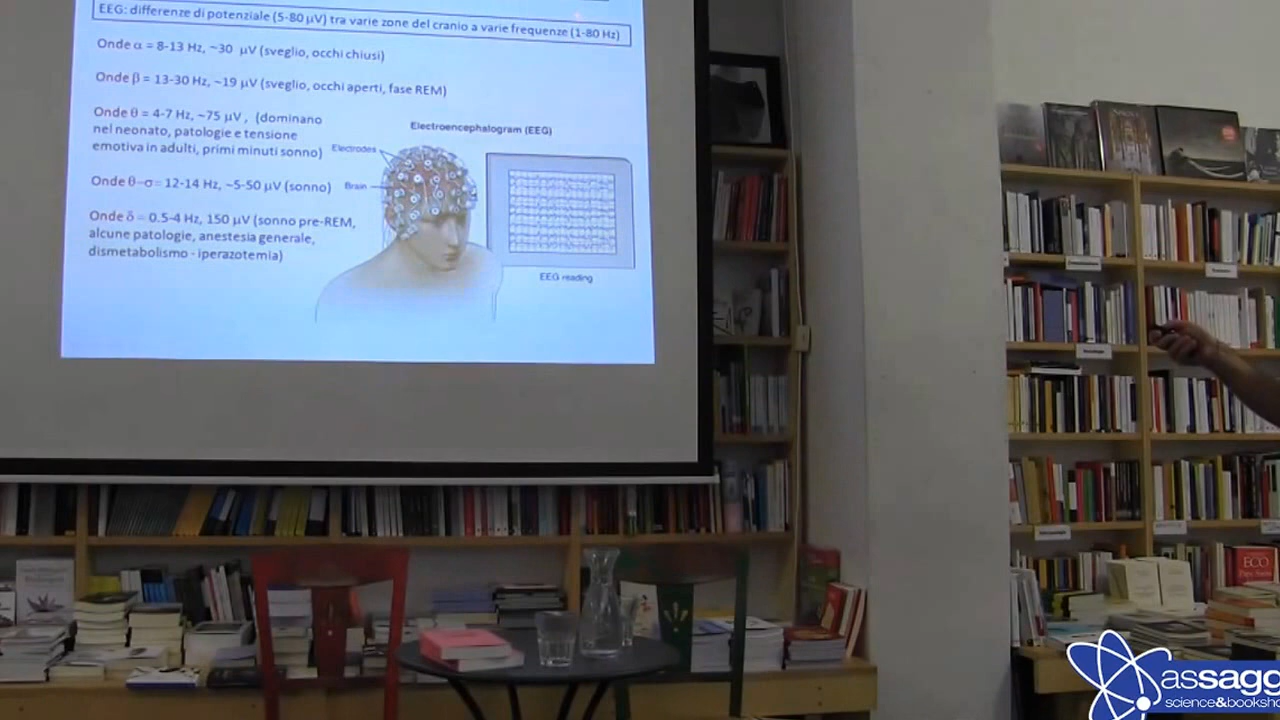 EEG: differenze di potenziale (5-80 µV) tra varie zone del cranio a varie frequenze (1-80 Hz)
Onde α = 8-13 Hz, ~30 µV (sveglio, occhi chiusi)
Onde β = 13-30 Hz, ~19 µV (sveglio, occhi aperti, fase REM)
Onde θ = 4-7 Hz, ~75 µV , (dominano
nel neonato, patologie e tensione
emotiva in adulti, primi minuti sonno)
Onde θ–σ = 12-14 Hz, ~5-50 µV (sonno)
Onde δ = 0.5-4 Hz, 150 µV (sonno pre-REM,
alcune patologie, anestesia generale,
dismetabolismo - iperazotemia)
Electroencephalogram (EEG)
Electrodes
Brain
EEG reading
ECO
assagg
science&booksho